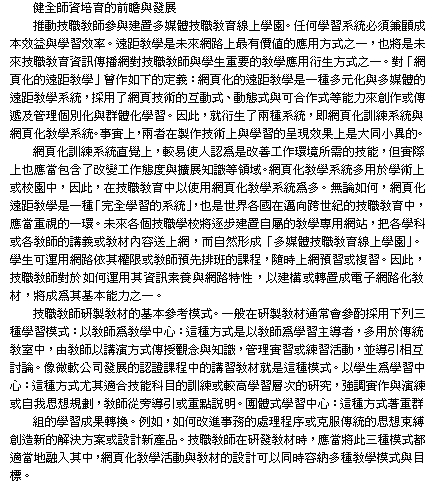 健全師資培育的前瞻與發展
推動技職教師參與建置多媒體技職教育線上學園。任何學習系統必須兼顧成
本效益與學習效率。遠距教學是未來網路上最有價值的應用方式之一，也將是未
來技職教育資訊傳播網對技職教師與學生重要的教學應用衍生方式之一。對「網
頁化的遠距教學」曾作如下的定義：網頁化的遠距教學是一種多元化與多媒體的
遠距教學系統，採用了網頁技術的互動式、動態式與可合作式等能力來創作或傳
遞及管理個別化與群體化學習。因此，就衍生了兩種系統，即網頁化訓練系統與
網頁化教學系統。事實上，兩者在製作技術上與學習的呈現效果上是大同小異的。
網頁化訓練系統直覺上，較易使人認為是改善工作環境所需的技能，但實際
上也應當包含了改變工作態度與擴展知識等領域。網頁化教學系統多用於學術上
或校園中，因此，在技職教育中以使用網頁化教學系統為多。無論如何，網頁化
遠距教學是一種「完全學習的系統」，也是世界各國在邁向跨世紀的技職教育中，
應當重視的一環。未來各個技職學校將逐步建置自屬的教學專用網站，把各學科
或各教師的講義或教材內容送上網，而自然形成「多媒體技職教育線上學園」。
學生可運用網路依其權限或教師預先排班的課程，隨時上網預習或複習。因此，
技職教師對於如何運用其資訊素養與網路特性，以建構或轉置成電子網路化教
材，將成為其基本能力之一。
技職教師研製教材的基本參考模式。一般在研製教材通常會參酌採用下列三
種學習模式：以教師為教學中心：這種方式是以教師為學習主導者，多用於傳統
教室中，由教師以講演方式傳授觀念與知識，管理實習或練習活動，並導引相互
討論。像微軟公司發展的認證課程中的講習教材就是這種模式。以學生為學習中
心：這種方式尤其適合技能科目的訓練或較高學習層次的研究，強調實作與演練
或自我思想規劃，教師從旁導引或重點說明。團體式學習中心：這種方式著重群
組的學習成果轉換。例如，如何改進事務的處理程序或克服傳統的思想束縛
創造新的解決方案或設計新產品。技職教師在研發教材時，應當將此三種模式都
適當地融入其中，網頁化教學活動與教材的設計可以同時容納多種教學模式與目
標。